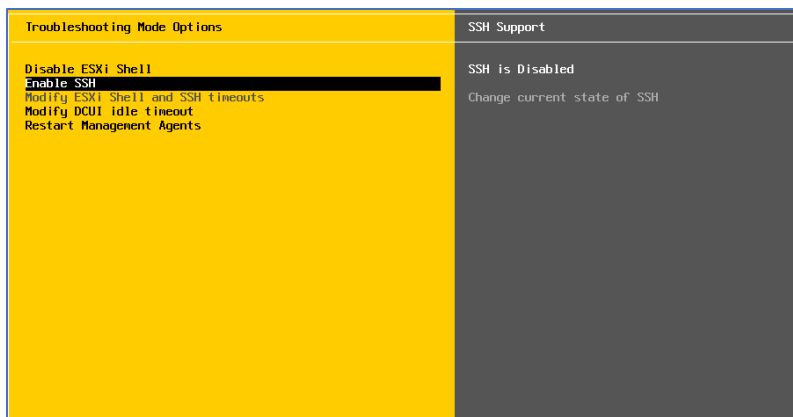 Troubleshooting Mode Options
Disable ESXi Shell
Enable SSH
Modify ESXi Shell and SSH timeouts
Modify DCUI idle timeout
Restart Management Agents
SSH Support
SSH is Disabled
Change current state of SSH